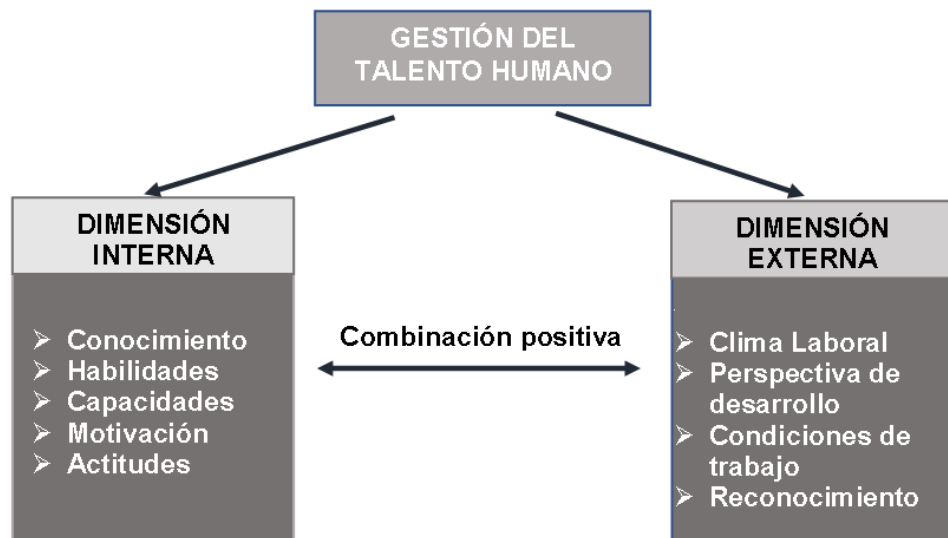 GESTIÓN DEL
TALENTO HUMANO
DIMENSIÓN
INTERNA
➢ Conocimiento
➢ Habilidades
➢ Capacidades
➢ Motivación
➢ Actitudes
Combinación positiva
DIMENSIÓN
EXTERNA
➢ Clima Laboral
➢ Perspectiva de
desarrollo
➢ Condiciones de
trabajo
➢ Reconocimiento